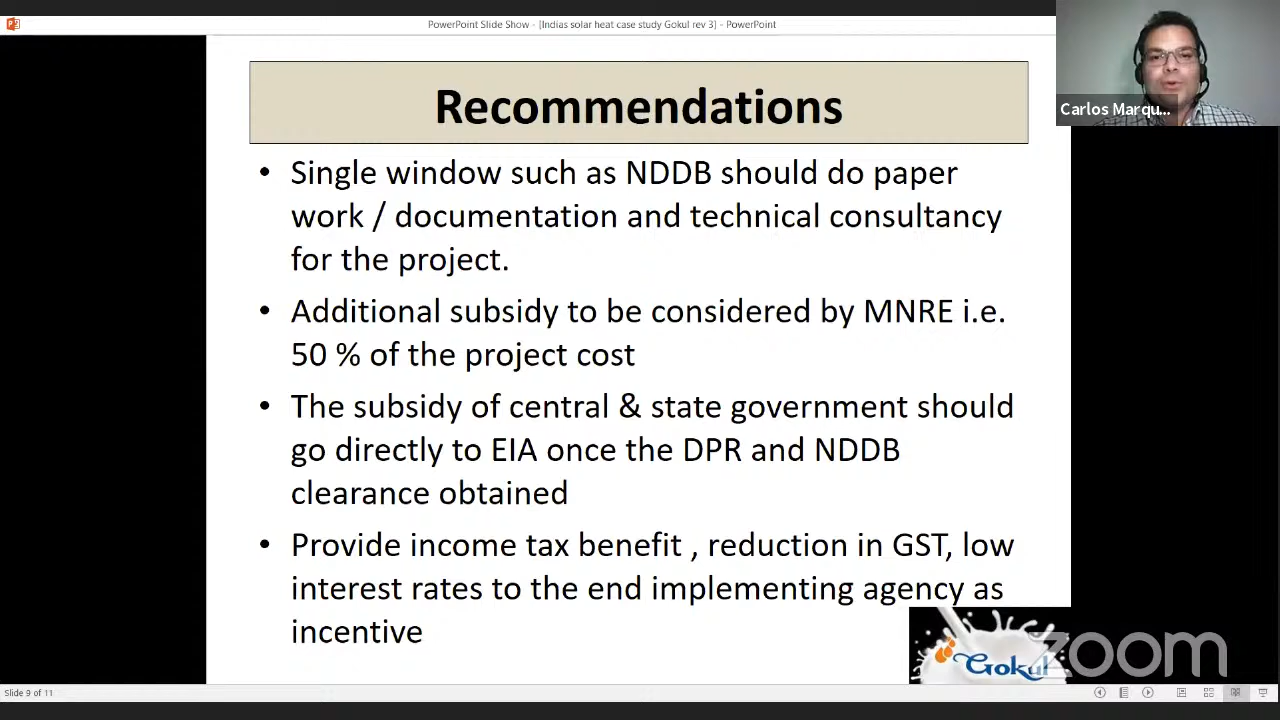 PowerPoint Slide Show - [Indias solar heat case study Gokul rev 3] - PowerPoint
Carlos Marqu...
Recommendations
• Single window such as NDDB should do paper
work / documentation and technical consultancy
for the project.
• Additional subsidy to be considered by MNRE i.e.
50 % of the project cost
• The subsidy of central & state government should
go directly to EIA once the DPR and NDDB
clearance obtained
• Provide income tax benefit , reduction in GST, low
interest rates to the end implementing agency as
incentive
Gokul
zoom
Slide 9 of 11